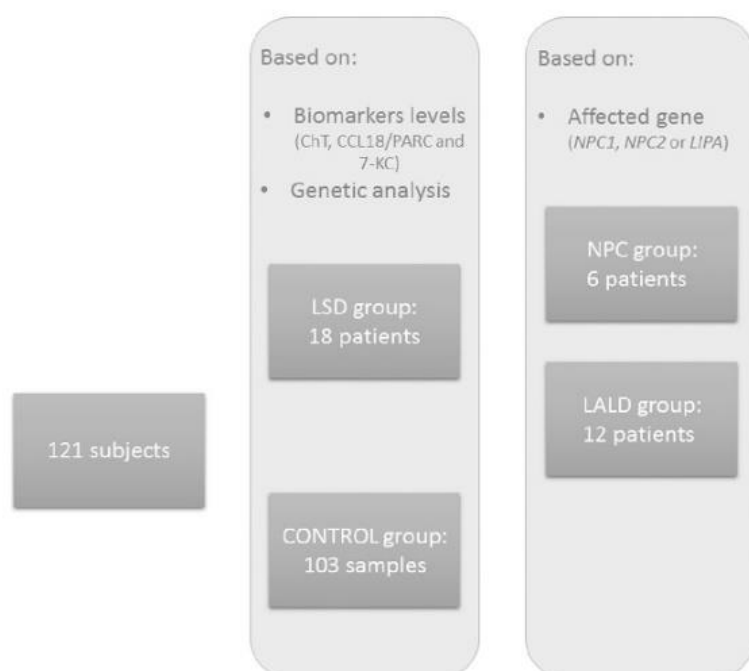 Based on:
• Biomarkers levels
(ChT, CCL18/PARC and
7-KC)
• Genetic analysis
LSD group:
18 patients
CONTROL group:
103 samples
121 subjects
Based on:
• Affected gene
(NPC1, NPC2 or LIPA)
NPC group:
6 patients
LALD group:
12 patients